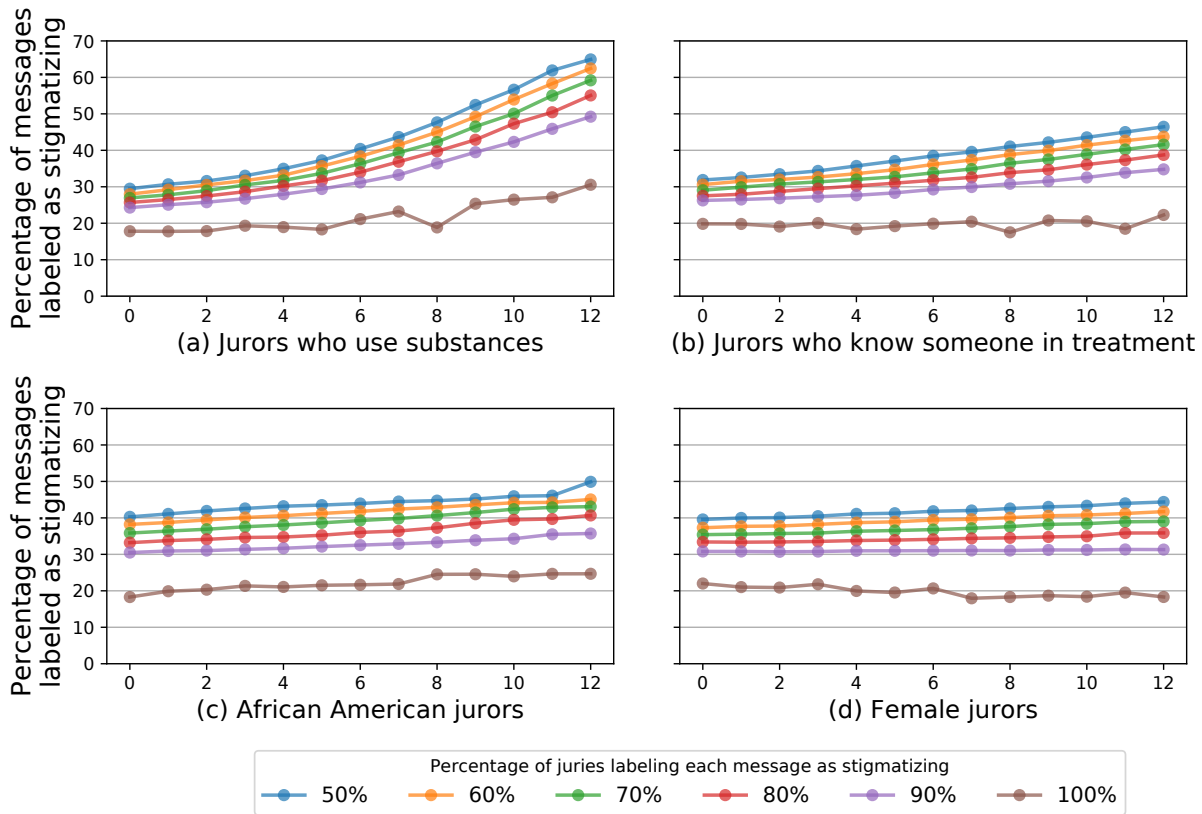 Percentage of messages
labeled as stigmatizing
70
60
50
40
30
20
10
0
0 2 4 6 8 10 12
(a) Jurors who use substances
0 2 4 6 8 10 12
(b) Jurors who know someone in treatment
Percentage of messages
labeled as stigmatizing
70
60
50
40
30
20
10
0
0 2 4 6 8 10 12
(c) African American jurors
0 2 4 6 8 10 12
(d) Female jurors
Percentage of juries labeling each message as stigmatizing
50% 60% 70% 80% 90% 100%